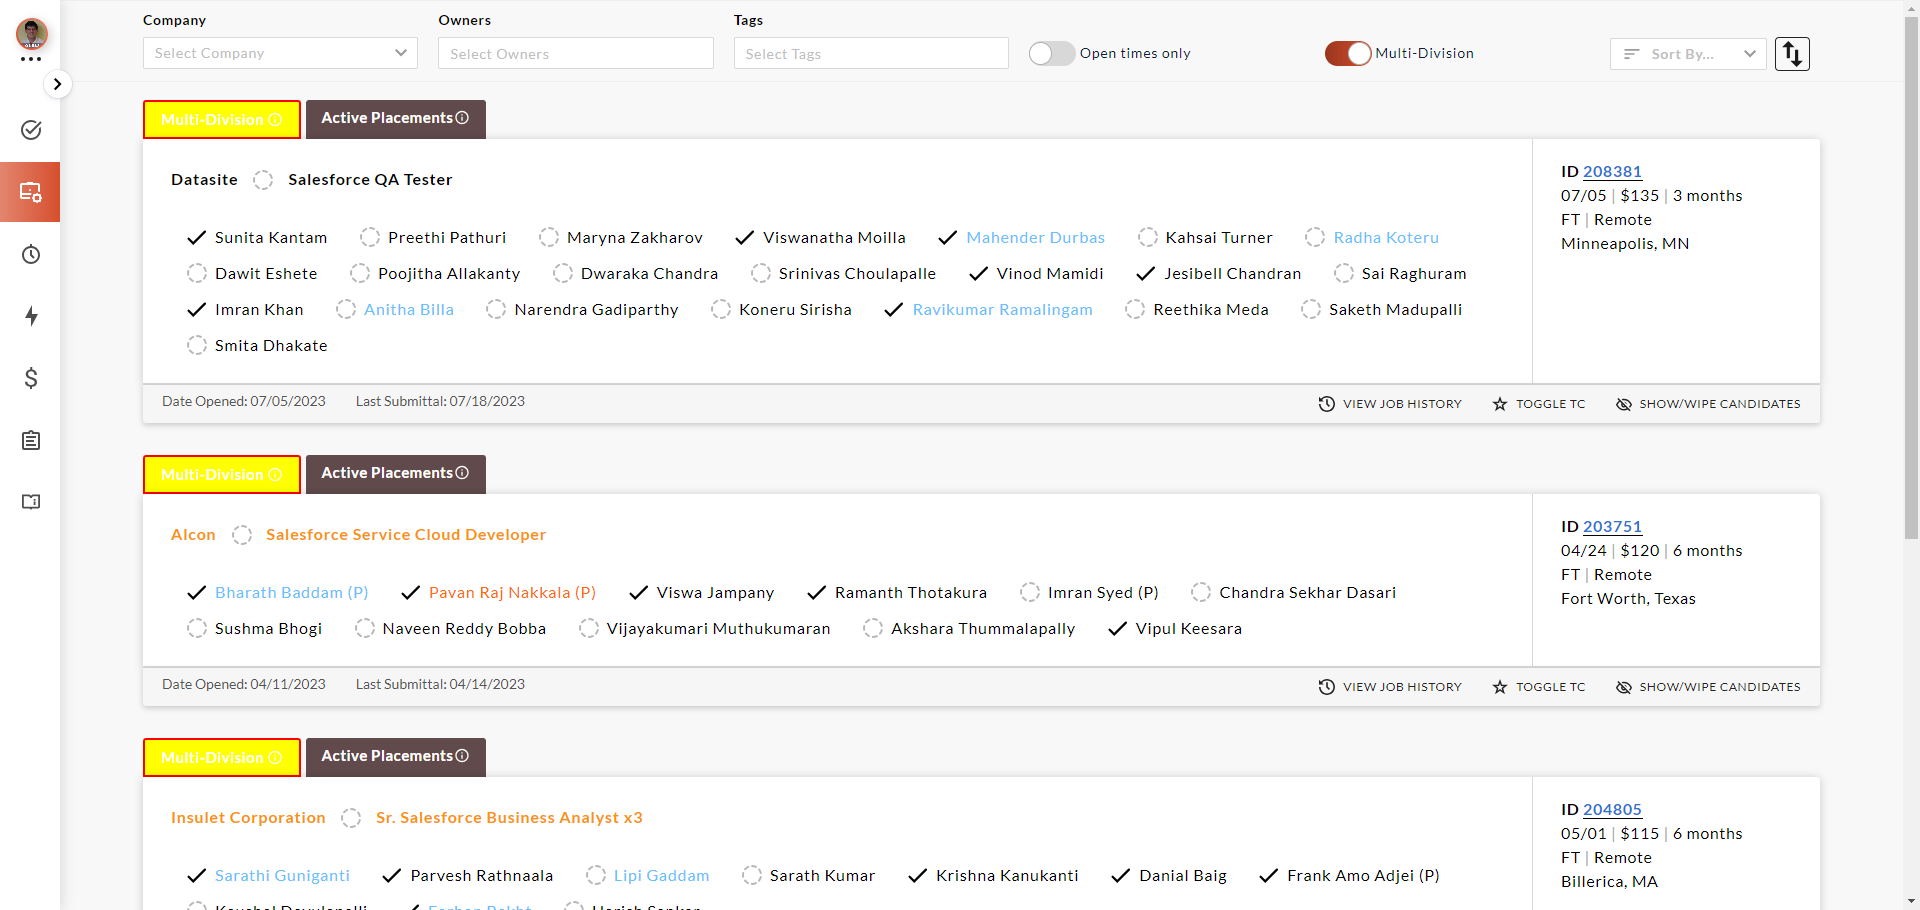 Company
Owners
Tags
Select Company
Select Owners
Select Tags
Open times only
Multi-Division
Sort By...
Multi-Division
Active Placements
Datasite Salesforce QA Tester
Sunita Kantam Preethi Pathuri Maryna Zakharov Viswanatha Moilla Mahender Durbas Kahsai Turner Radha Koteru
Dawit Eshete Poojitha Allakanty Dwaraka Chandra Srinivas Choulapalle Vinod Mamidi Jesibell Chandran Sai Raghuram
Imran Khan Anitha Billa Narendra Gadiparthy Koneru Sirisha Ravikumar Ramalingam Reethika Meda Saketh Madupalli
Smita Dhakate
ID 208381
07/05 | $135 | 3 months
FT | Remote
Minneapolis, MN
Date Opened: 07/05/2023 Last Submittal: 07/18/2023
VIEW JOB HISTORY TOGGLE TC SHOW/WIPE CANDIDATES
Multi-Division
Active Placements
Alcon Salesforce Service Cloud Developer
Bharath Baddam (P) Pavan Raj Nakkala (P) Viswa Jampany Ramanth Thotakura Imran Syed (P) Chandra Sekhar Dasari
Sushma Bhogi Naveen Reddy Bobba Vijayakumari Muthukumaran Akshara Thummalapally Vipul Keesara
ID 203751
04/24 | $120 | 6 months
FT | Remote
Fort Worth, Texas
Date Opened: 04/11/2023 Last Submittal: 04/14/2023
VIEW JOB HISTORY TOGGLE TC SHOW/WIPE CANDIDATES
Multi-Division
Active Placements
Insulet Corporation Sr. Salesforce Business Analyst x3
Sarathi Guniganti Parvesh Rathnaala Lipi Gaddam Sarath Kumar Krishna Kanukanti Danial Baig Frank Amo Adjei (P)
ID 204805
05/01 | $115 | 6 months
FT | Remote
Billerica, MA